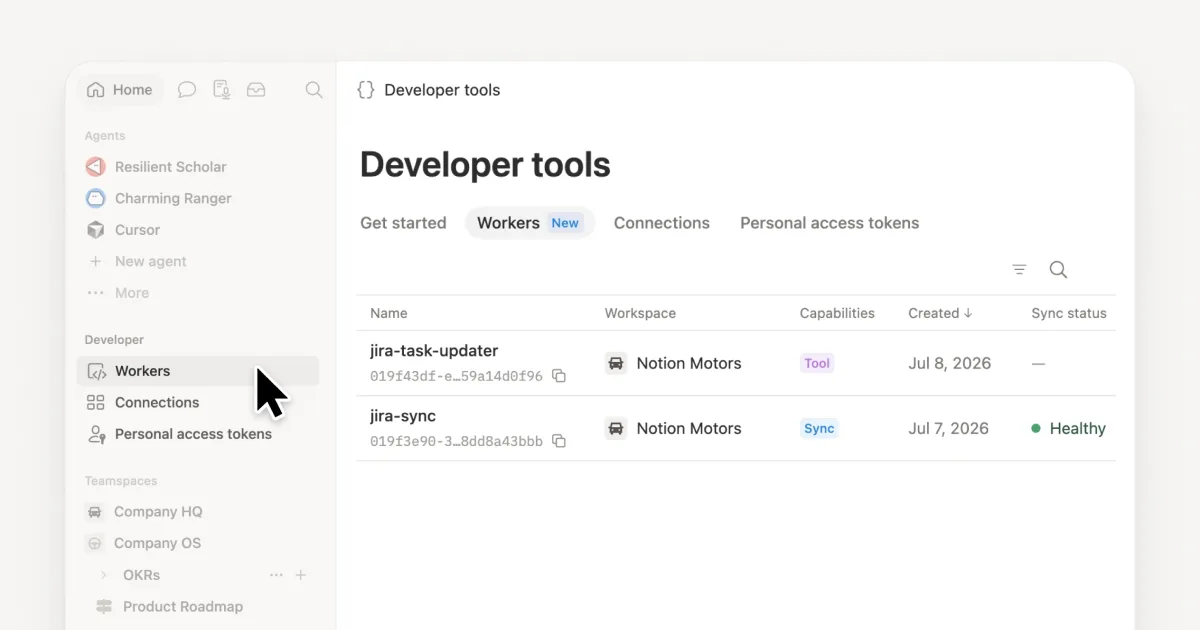 Home
Agents
Resilient Scholar
Charming Ranger
Cursor
New agent
More
Developer
Workers
Connections
Personal access tokens
Teamspaces
Company HQ
Company OS
OKRs
Product Roadmap
Developer tools
Developer tools
Get started Workers New Connections Personal access tokens
Name Workspace Capabilities Created ↓ Sync status
jira-task-updater Notion Motors Tool Jul 8, 2026 —
019f43df-e…59a14d0f96
jira-sync Notion Motors Sync Jul 7, 2026 Healthy
019f3e90-3…8dd8a43bbb